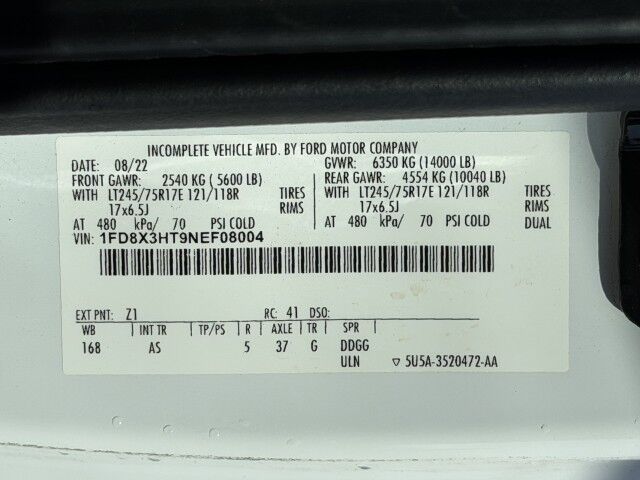 INCOMPLETE VEHICLE MFD. BY FORD MOTOR COMPANY
DATE: 08/22 GVWR: 6350 KG (14000 LB)
FRONT GAWR: 2540 KG ( 5600 LB) REAR GAWR: 4554 KG (10040 LB)
WITH LT245/75R17E 121/118R TIRES WITH LT245/75R17E 121/118R TIRES
17x6.5J RIMS 17x6.5J RIMS
AT 480 kPa/ 70 PSI COLD AT 480 kPa/ 70 PSI COLD DUAL
VIN: 1FD8X3HT9NEF08004
EXT PNT: Z1 RC: 41 DSO:
WB INT TR TP/PS R AXLE TR SPR
168 AS 5 37 G DDGG
ULN ▽ 5U5A-3520472-AA